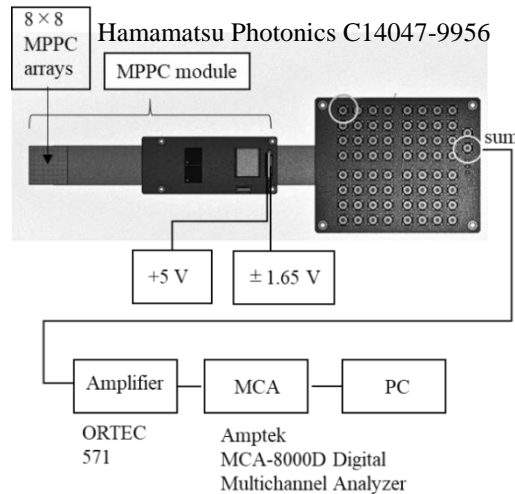 8×8
MPPC
arrays
Hamamatsu Photonics C14047-9956
MPPC module
sum
+5 V
±1.65 V
Amplifier
MCA
PC
ORTEC
571
Amptek
MCA-8000D Digital
Multichannel Analyzer